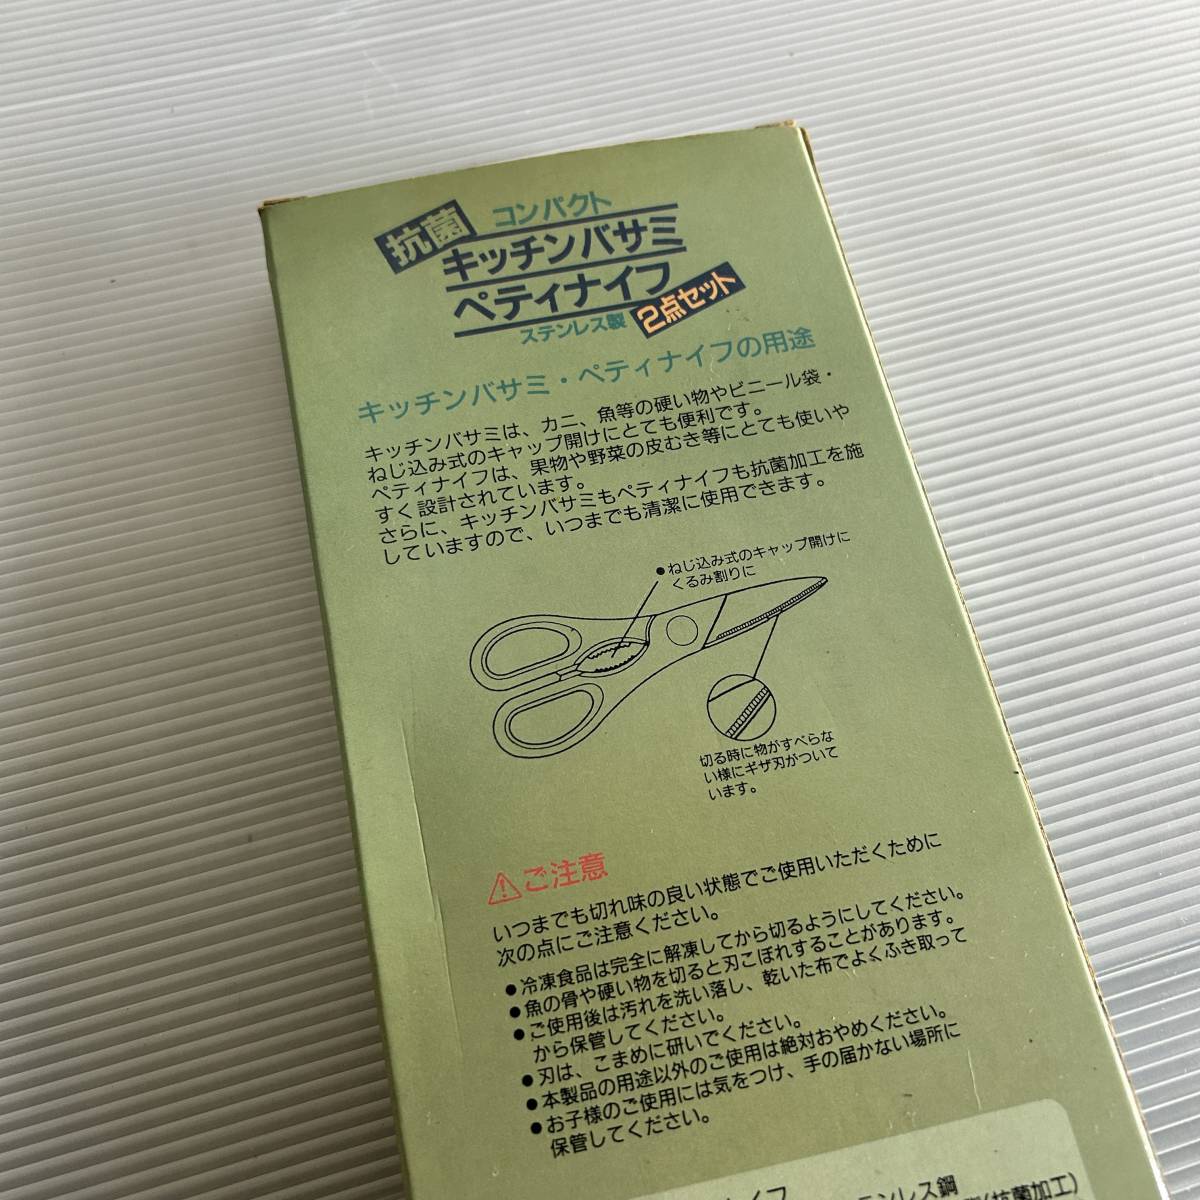 抗菌
コンパクト
キッチンバサミ
ペティナイフ
ステンレス製
2点セット
キッチンバサミ・ペティナイフの用途
キッチンバサミは、カニ、魚等の硬い物やビニール袋・
ねじ込み式のキャップ開けにとても便利です。
ペティナイフは、果物や野菜の皮むき等にとても使いや
すく設計されています。
さらに、キッチンバサミもペティナイフも抗菌加工を施
していますので、いつまでも清潔に使用できます。
●ねじ込み式のキャップ開けに
くるみ割りに
切る時に物がすべらな
い様にギザ刃がついて
います。
ご注意
いつまでも切れ味の良い状態でご使用いただくために
次の点にご注意ください。
●冷凍食品は完全に解凍してから切るようにしてください。
●魚の骨や硬い物を切ると刃こぼれすることがあります。
●ご使用後は汚れを洗い落し、乾いた布でよくふき取って
から保管してください。
●刃は、こまめに研いでください。
●本製品の用途以外のご使用は絶対おやめください。
●お子様のご使用には気をつけ、手の届かない場所に
保管してください。
ナイフ
ンレス鋼
(抗菌加工)